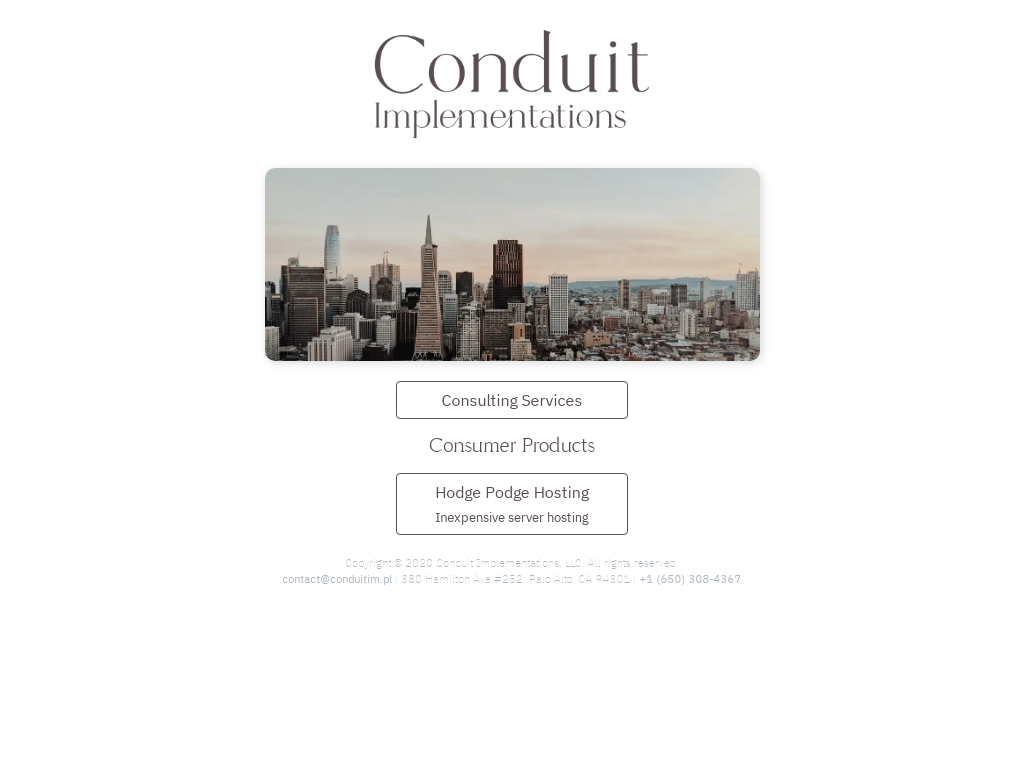 Conduit
Implementations
Consulting Services
Consumer Products
Hodge Podge Hosting
Inexpensive server hosting
Copyright © 2020 Conduit Implementations, LLC. All rights reserved.
contact@conduitim.pl | 380 Hamilton Ave #252, Palo Alto, CA 94301 | +1 (650) 308-4367